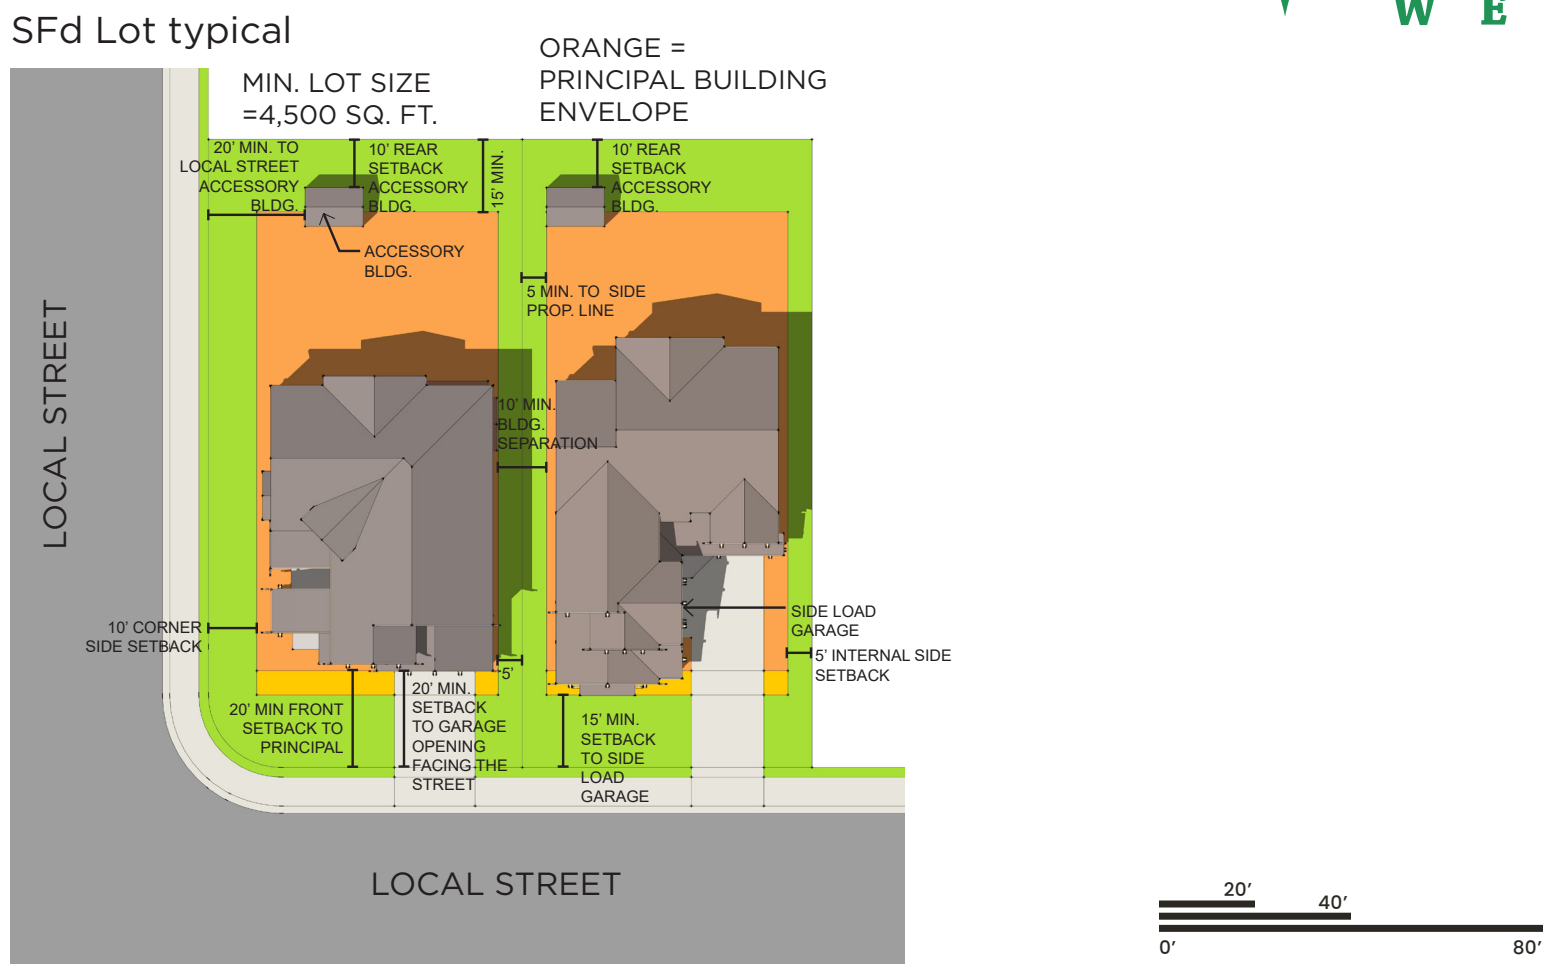 SFd Lot typical
W E
MIN. LOT SIZE
=4,500 SQ. FT.
ORANGE =
PRINCIPAL BUILDING
ENVELOPE
20' MIN. TO
LOCAL STREET
ACCESSORY
BLDG.
10' REAR
SETBACK
ACCESSORY
BLDG.
15' MIN.
10' REAR
SETBACK
ACCESSORY
BLDG.
ACCESSORY
BLDG.
5 MIN. TO SIDE
PROP. LINE
LOCAL STREET
10' MIN.
BLDG.
SEPARATION
10' CORNER
SIDE SETBACK
SIDE LOAD
GARAGE
5' INTERNAL SIDE
SETBACK
5'
20' MIN FRONT
SETBACK TO
PRINCIPAL
20' MIN.
SETBACK
TO GARAGE
OPENING
FACING THE
STREET
15' MIN.
SETBACK
TO SIDE
LOAD
GARAGE
LOCAL STREET
20'
40'
0'
80'